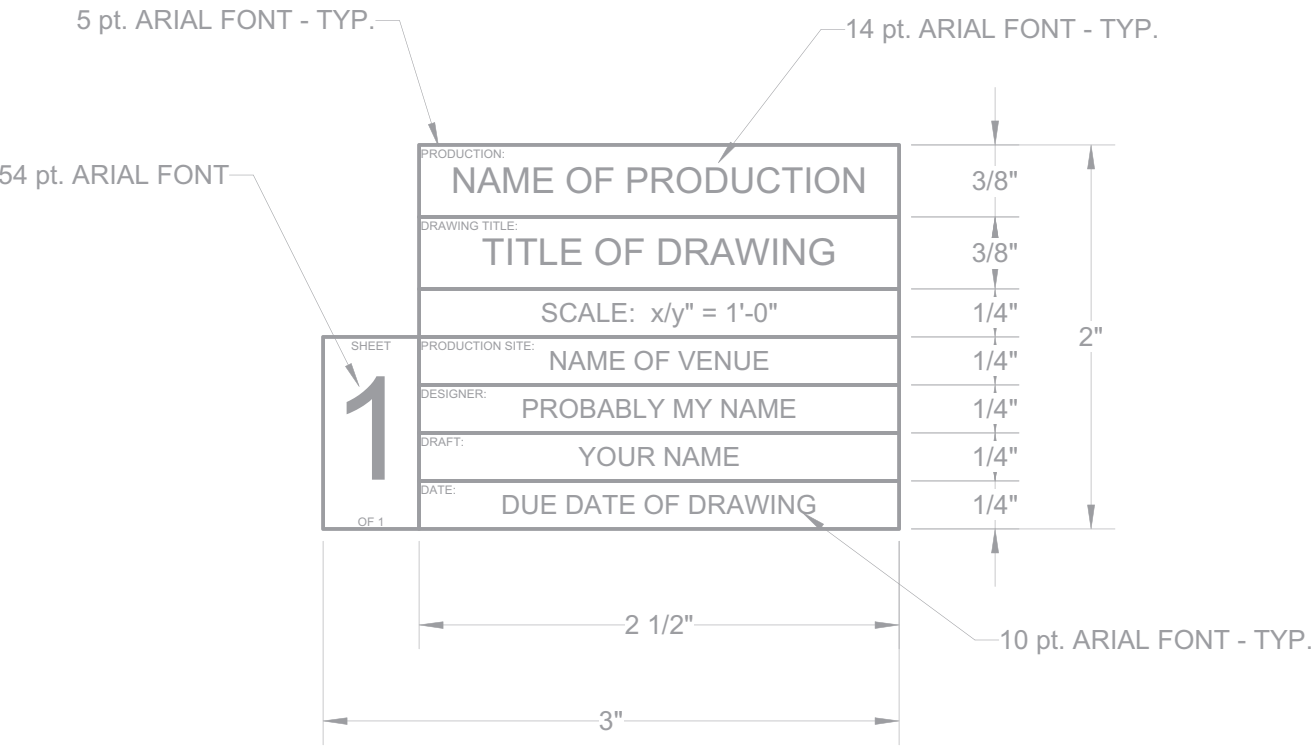 5 pt. ARIAL FONT - TYP.
14 pt. ARIAL FONT - TYP.
54 pt. ARIAL FONT
PRODUCTION:
NAME OF PRODUCTION
3/8"
DRAWING TITLE:
TITLE OF DRAWING
3/8"
SCALE: x/y" = 1'-0"
1/4"
2"
SHEET
1
OF 1
PRODUCTION SITE:
NAME OF VENUE
1/4"
DESIGNER:
PROBABLY MY NAME
1/4"
DRAFT:
YOUR NAME
1/4"
DATE:
DUE DATE OF DRAWING
1/4"
2 1/2"
10 pt. ARIAL FONT - TYP.
3"